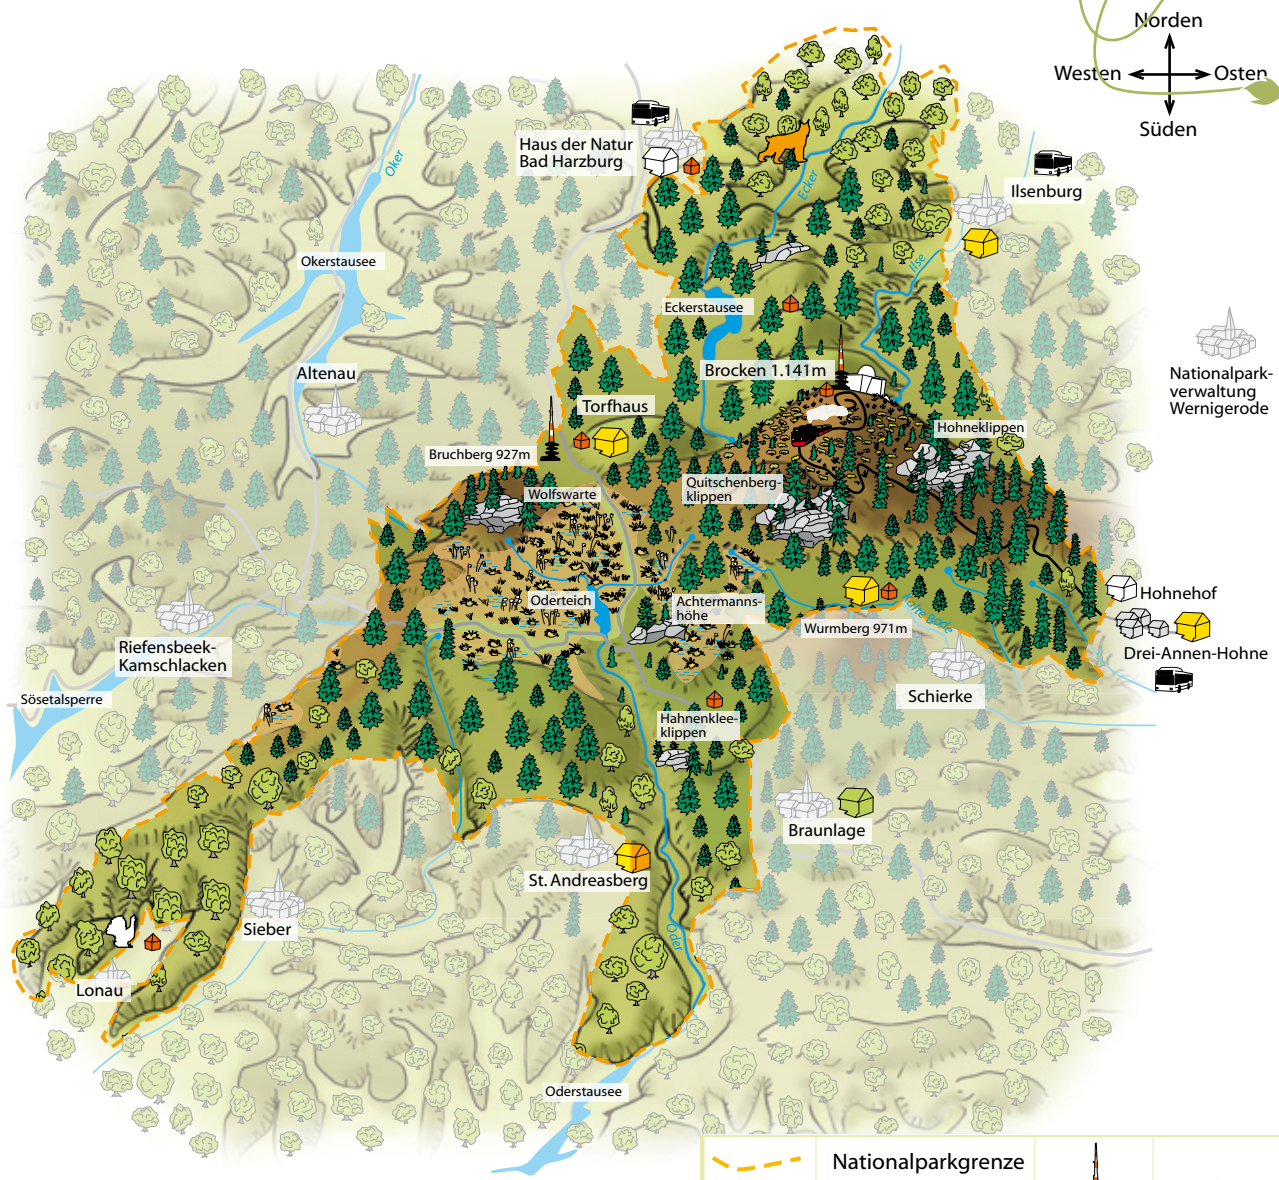 Norden
Westen
Osten
Süden
Haus der Natur
Bad Harzburg
Oker
Ecker
Ilsenburg
Ilse
Okerstausee
Eckerstausee
Altenau
Brocken 1.141m
Nationalpark-
verwaltung
Wernigerode
Torfhaus
Hohneklippen
Bruchberg 927m
Wolfswarte
Quitschenberg-
klippen
Oderteich
Achtermanns-
höhe
Hohnehof
Wurmberg 971m
Bode
Drei-Annen-Hohne
Riefensbeek-
Kamschlacken
Sösetalsperre
Schierke
Hahnenklee-
klippen
Braunlage
St. Andreasberg
Sieber
Oder
Lonau
Oderstausee
Nationalparkgrenze